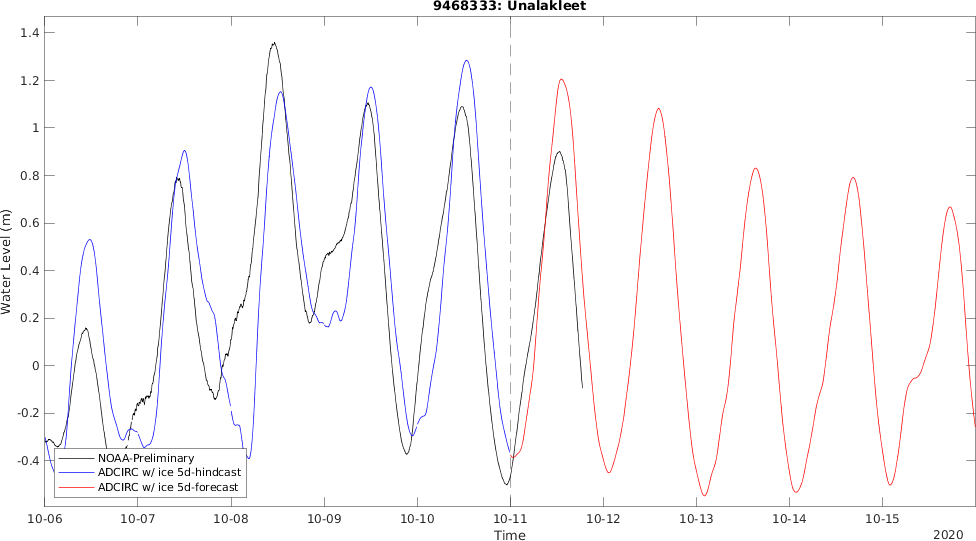 9468333: Unalakleet
Water Level (m)
1.4
1.2
1
0.8
0.6
0.4
0.2
0
-0.2
-0.4
NOAA-Preliminary
ADCIRC w/ ice 5d-hindcast
ADCIRC w/ ice 5d-forecast
10-06 10-07 10-08 10-09 10-10 10-11 10-12 10-13 10-14 10-15
Time
2020